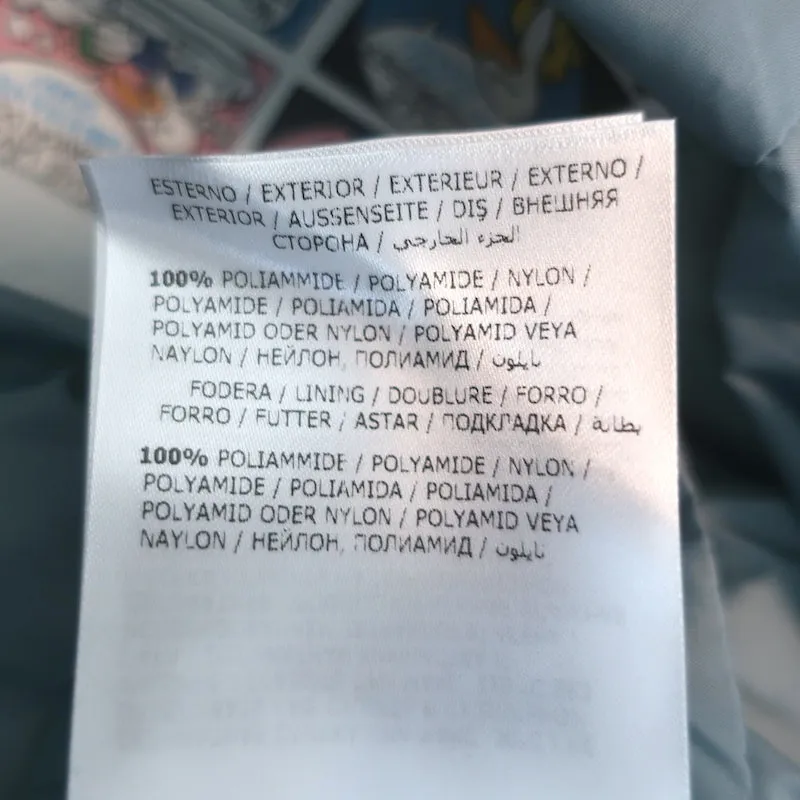 ESTERNO / EXTERIOR / EXTERIEUR / EXTERNO /
EXTERIOR / AUSSENSEITE / DIŞ / ВНЕШНЯЯ
СТОРОНА / الجزء الخارجي
100% POLIAMMIDE / POLYAMIDE / NYLON /
POLYAMIDE / POLIAMIDA / POLIAMIDA /
POLYAMID ODER NYLON / POLYAMID VEYA
NAYLON / НЕЙЛОН, ПОЛИАМИД / نايلون
FODERA / LINING / DOUBLURE / FORRO /
FORRO / FUTTER / ASTAR / ПОДКЛАДКА / بطانة
100% POLIAMMIDE / POLYAMIDE / NYLON /
POLYAMIDE / POLIAMIDA / POLIAMIDA /
POLYAMID ODER NYLON / POLYAMID VEYA
NAYLON / НЕЙЛОН, ПОЛИАМИД / نايلون